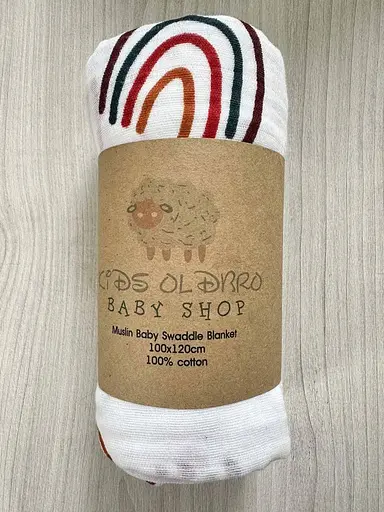 KIDS OLDBRO
BABY SHOP
Muslin Baby Swaddle Blanket
100x120cm
100% cotton